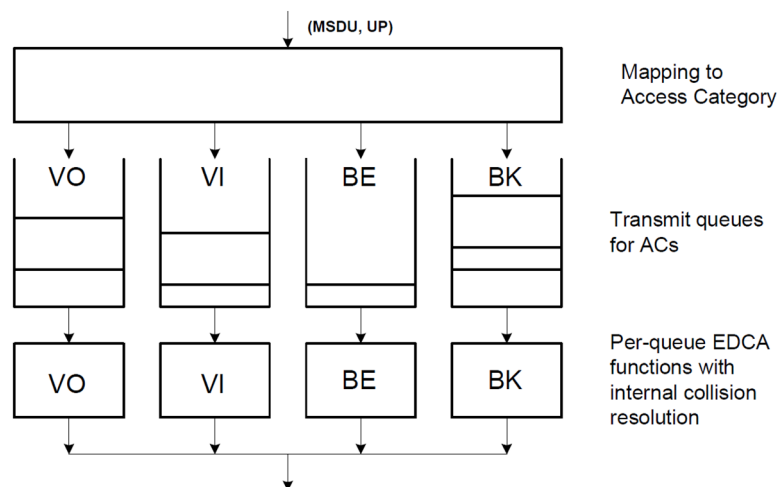 (MSDU, UP)
Mapping to
Access Category
VO VI BE BK
Transmit queues
for ACs
Per-queue EDCA
functions with
internal collision
resolution
VO VI BE BK